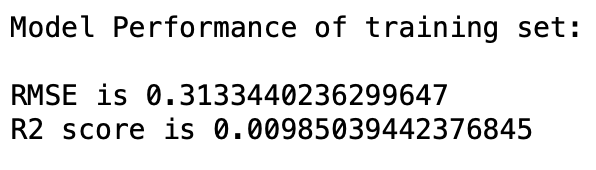 Model Performance of training set:
RMSE is 0.3133440236299647
R2 score is 0.00985039442376845